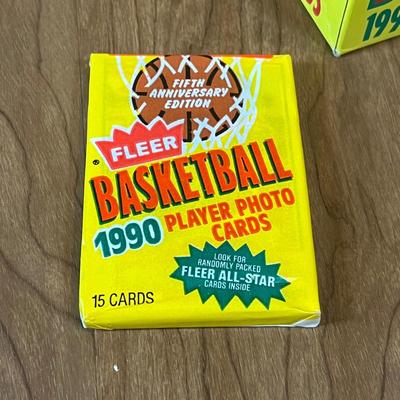 FIFTH
ANNIVERSARY
EDITION
FLEER
®
BASKETBALL
1990 PLAYER PHOTO
CARDS
LOOK FOR
RANDOMLY PACKED
FLEER ALL-STAR
CARDS INSIDE
15 CARDS
199